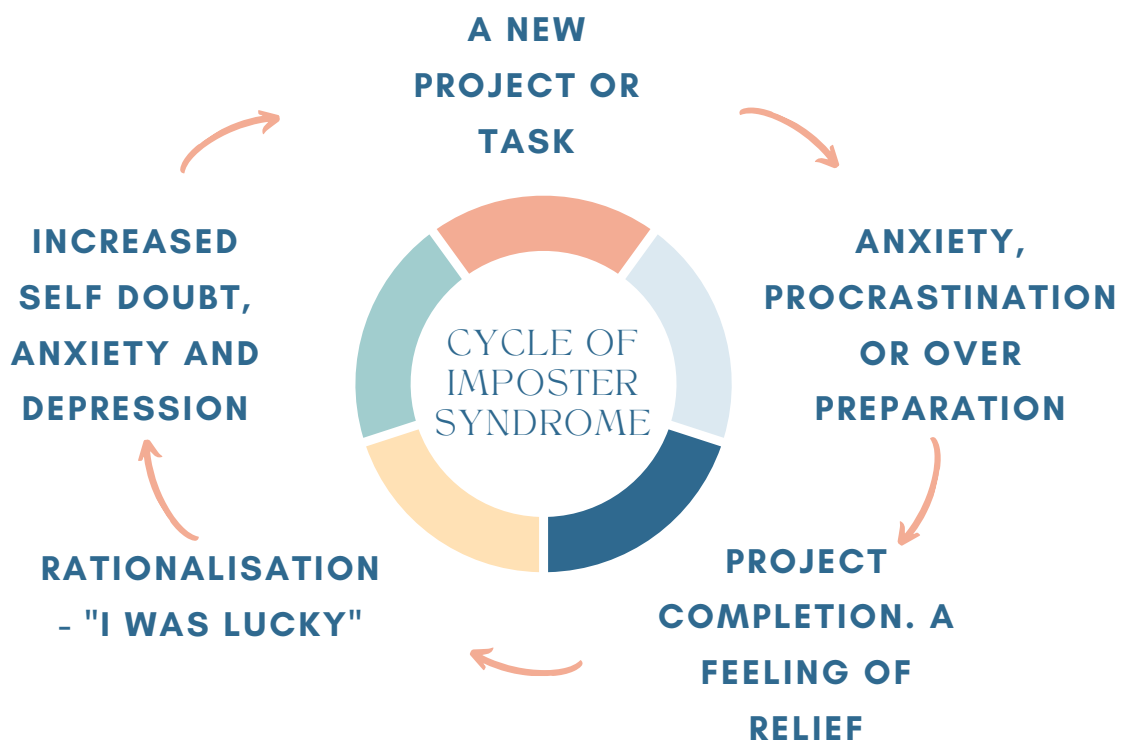 A NEW
PROJECT OR
TASK
ANXIETY,
PROCRASTINATION
OR OVER
PREPARATION
PROJECT
COMPLETION. A
FEELING OF
RELIEF
RATIONALISATION
- "I WAS LUCKY"
INCREASED
SELF DOUBT,
ANXIETY AND
DEPRESSION
CYCLE OF
IMPOSTER
SYNDROME